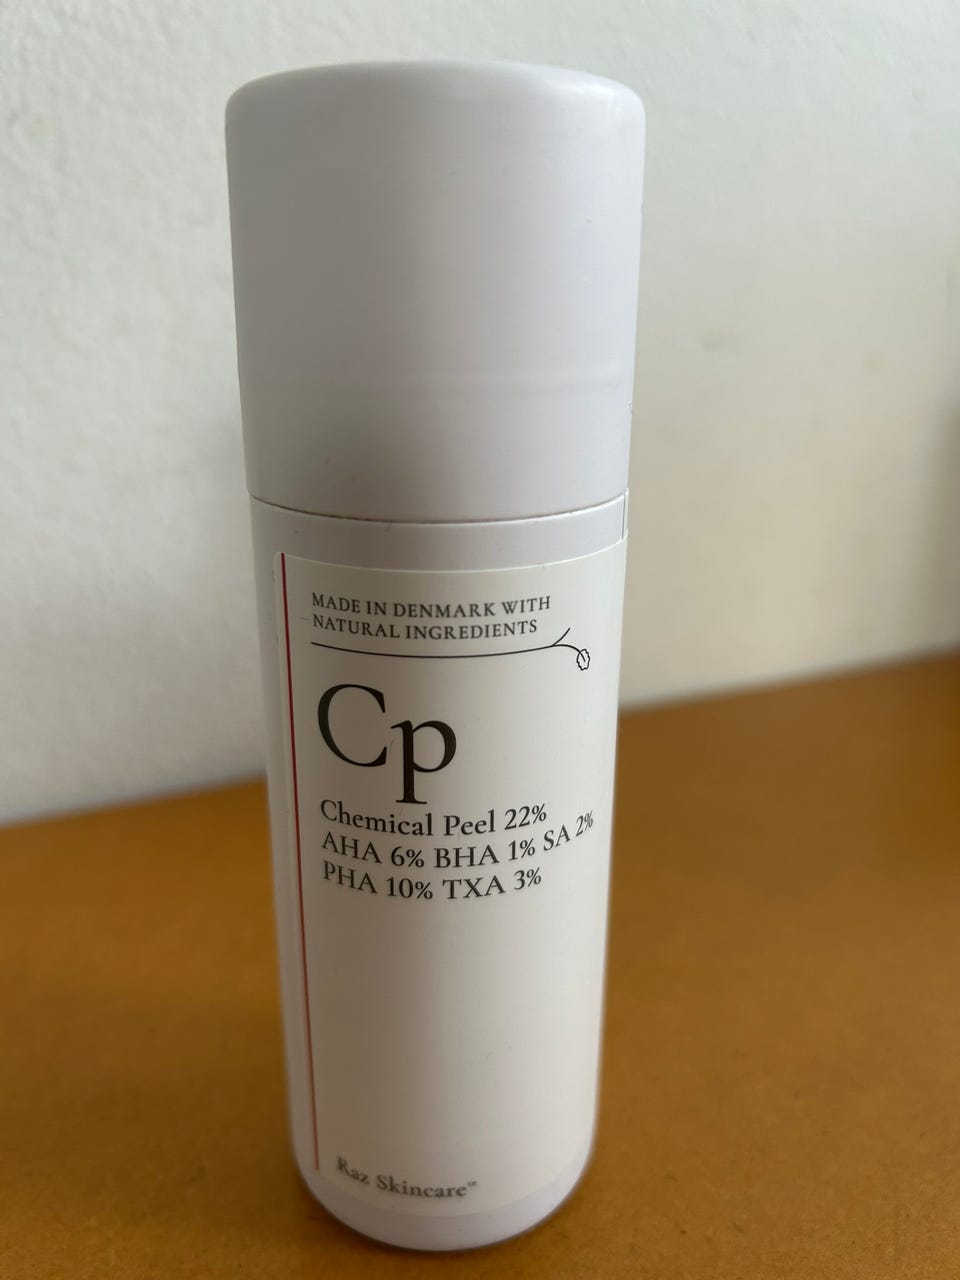 MADE IN DENMARK WITH
NATURAL INGREDIENTS
Cp
Chemical Peel 22%
AHA 6% BHA 1% SA 2%
PHA 10% TXA 3%
Raz Skincare™